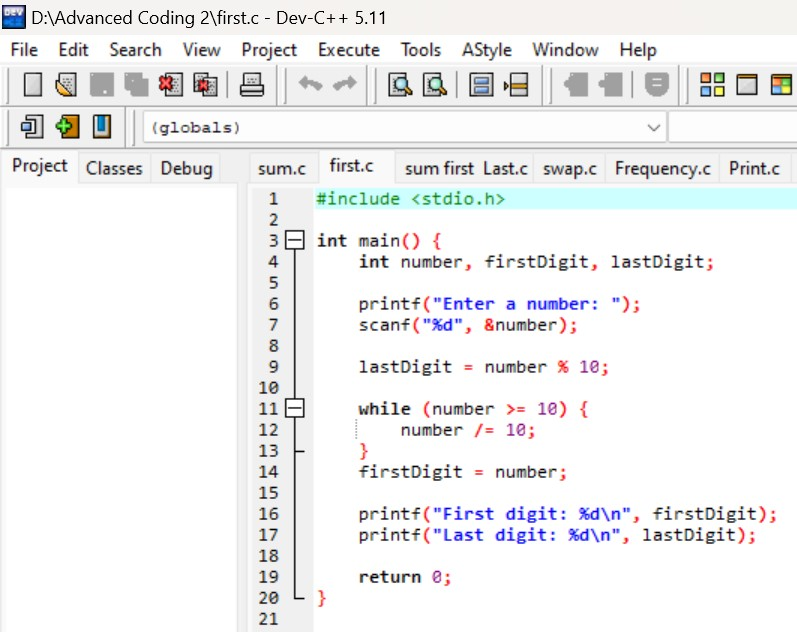 D:\Advanced Coding 2\first.c - Dev-C++ 5.11
File Edit Search View Project Execute Tools AStyle Window Help
(globals)
Project Classes Debug sum.c first.c sum first Last.c swap.c Frequency.c Print.c
1 #include <stdio.h>
2
3 int main() {
4     int number, firstDigit, lastDigit;
5
6     printf("Enter a number: ");
7     scanf("%d", &number);
8
9     lastDigit = number % 10;
10
11     while (number >= 10) {
12         number /= 10;
13     }
14     firstDigit = number;
15
16     printf("First digit: %d\n", firstDigit);
17     printf("Last digit: %d\n", lastDigit);
18
19     return 0;
20 }
21